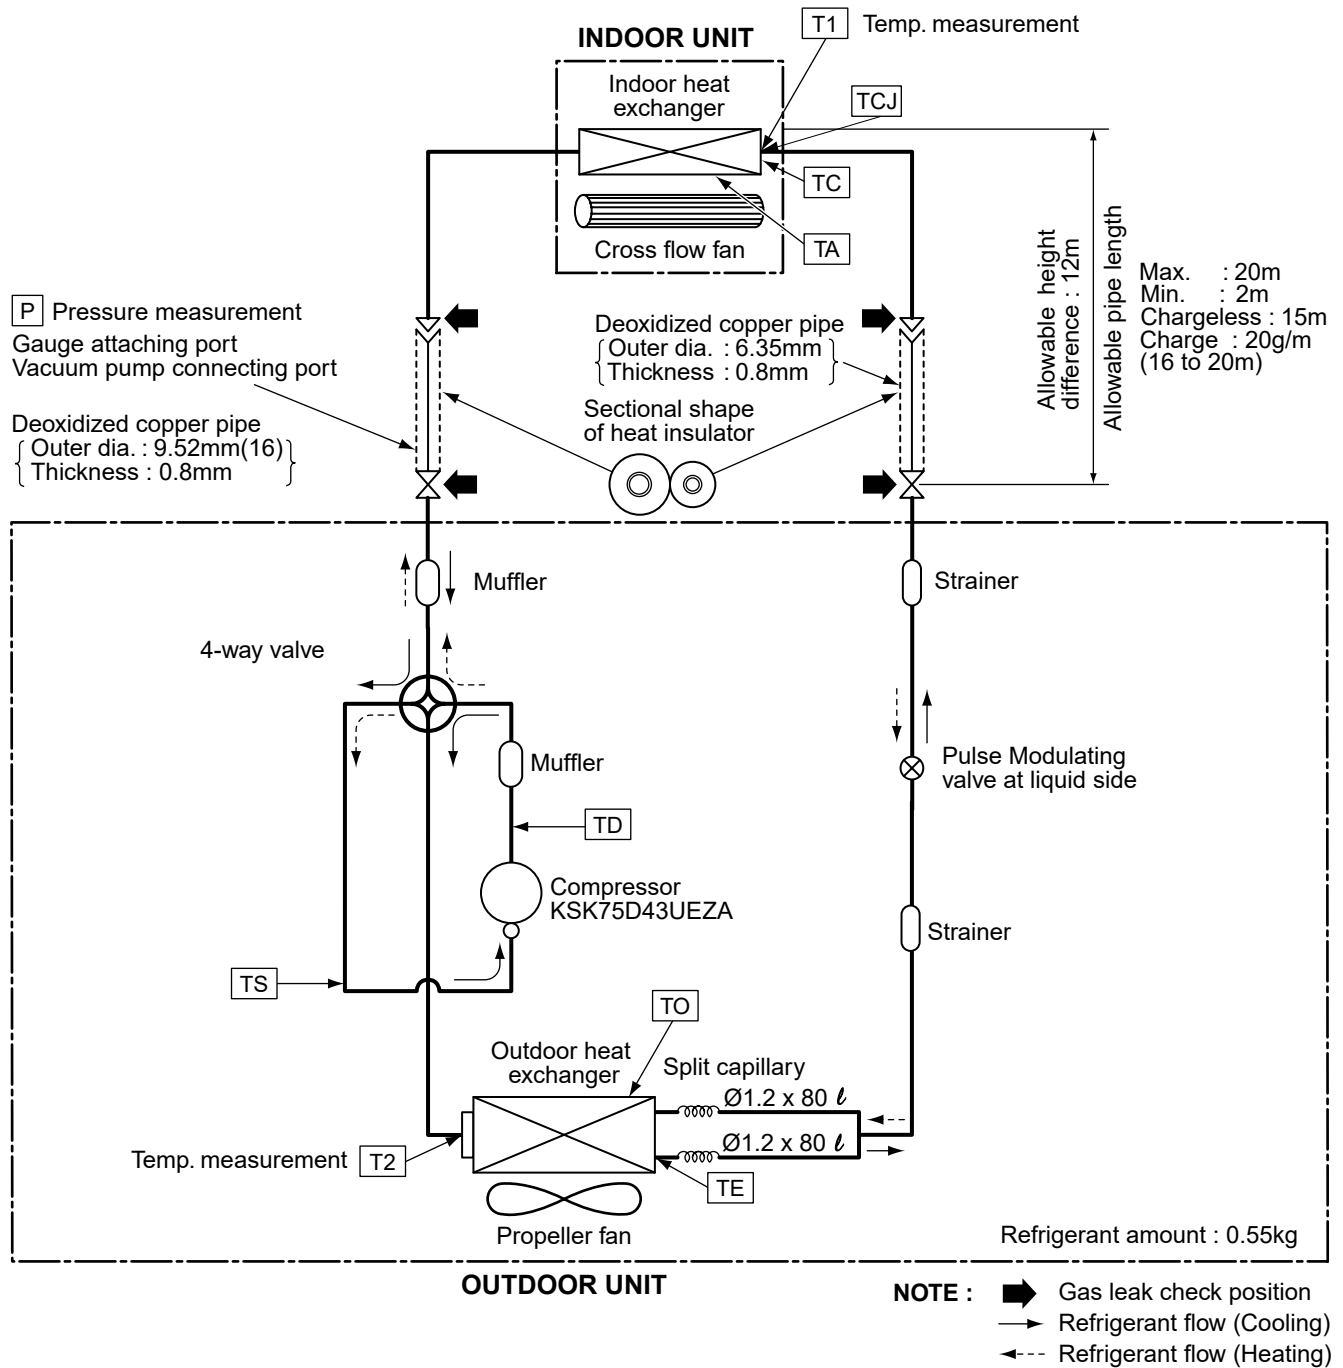 T1 Temp. measurement
INDOOR UNIT
Indoor heat
exchanger
TCJ
TC
Cross flow fan
TA
Allowable height
difference : 12m
Allowable pipe length
Max. : 20m
Min. : 2m
Chargeless : 15m
Charge : 20g/m
(16 to 20m)
P Pressure measurement
Gauge attaching port
Vacuum pump connecting port
Deoxidized copper pipe
Outer dia. : 9.52mm(16)
Thickness : 0.8mm
Deoxidized copper pipe
Outer dia. : 6.35mm
Thickness : 0.8mm
Sectional shape
of heat insulator
Muffler
Strainer
4-way valve
Muffler
Pulse Modulating
valve at liquid side
TD
Compressor
KSK75D43UEZA
Strainer
TS
TO
Outdoor heat
exchanger
Split capillary
Ø1.2 x 80 ℓ
Ø1.2 x 80 ℓ
Temp. measurement T2
TE
Propeller fan
Refrigerant amount : 0.55kg
OUTDOOR UNIT
NOTE :
Gas leak check position
Refrigerant flow (Cooling)
Refrigerant flow (Heating)